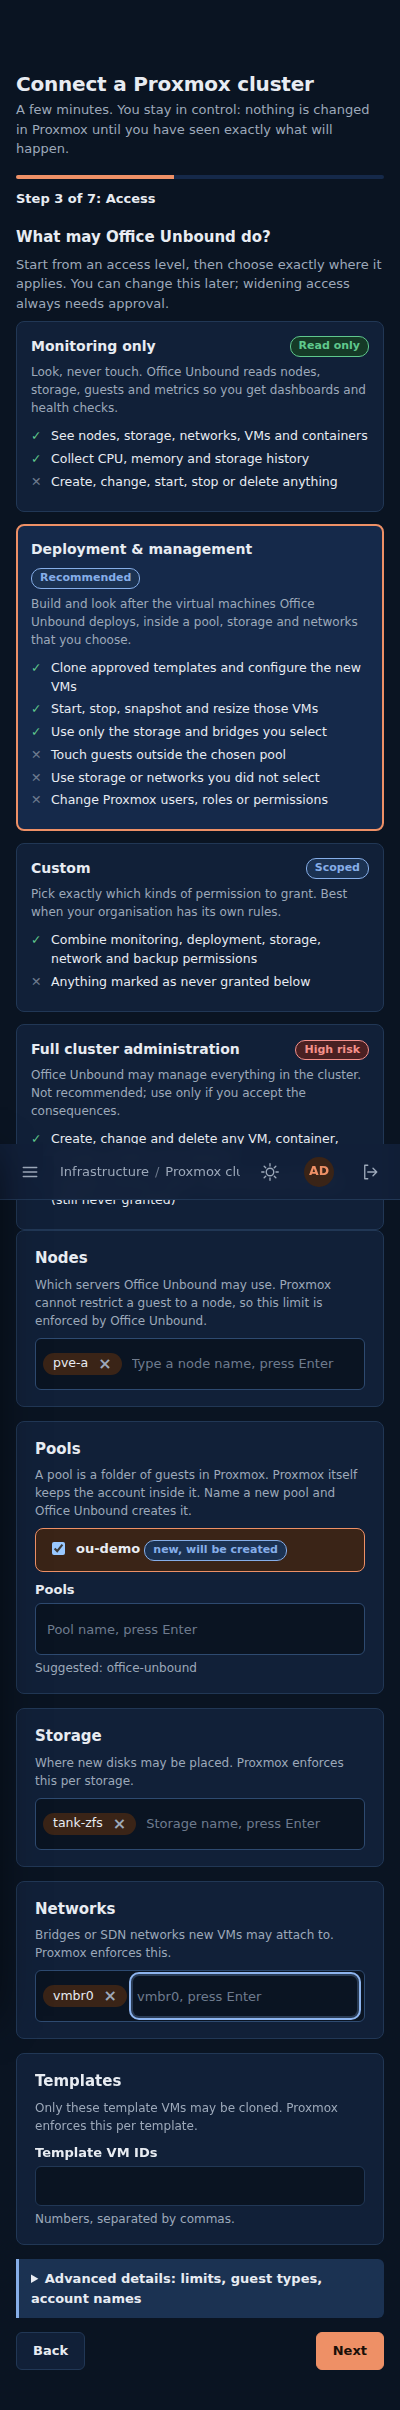 Connect a Proxmox cluster
A few minutes. You stay in control: nothing is changed
in Proxmox until you have seen exactly what will
happen.
Step 3 of 7: Access
What may Office Unbound do?
Start from an access level, then choose exactly where it
applies. You can change this later; widening access
always needs approval.
Monitoring only
Read only
Look, never touch. Office Unbound reads nodes,
storage, guests and metrics so you get dashboards and
health checks.
✓ See nodes, storage, networks, VMs and containers
✓ Collect CPU, memory and storage history
✕ Create, change, start, stop or delete anything
Deployment & management
Recommended
Build and look after the virtual machines Office
Unbound deploys, inside a pool, storage and networks
that you choose.
✓ Clone approved templates and configure the new
VMs
✓ Start, stop, snapshot and resize those VMs
✓ Use only the storage and bridges you select
✕ Touch guests outside the chosen pool
✕ Use storage or networks you did not select
✕ Change Proxmox users, roles or permissions
Custom
Scoped
Pick exactly which kinds of permission to grant. Best
when your organisation has its own rules.
✓ Combine monitoring, deployment, storage,
network and backup permissions
✕ Anything marked as never granted below
Full cluster administration
High risk
Office Unbound may manage everything in the cluster.
Not recommended; use only if you accept the
consequences.
✓ Create, change and delete any VM, container,
Infrastructure / Proxmox clu
AD
(still never granted)
Nodes
Which servers Office Unbound may use. Proxmox
cannot restrict a guest to a node, so this limit is
enforced by Office Unbound.
pve-a ✕ Type a node name, press Enter
Pools
A pool is a folder of guests in Proxmox. Proxmox itself
keeps the account inside it. Name a new pool and
Office Unbound creates it.
ou-demo new, will be created
Pools
Pool name, press Enter
Suggested: office-unbound
Storage
Where new disks may be placed. Proxmox enforces
this per storage.
tank-zfs ✕ Storage name, press Enter
Networks
Bridges or SDN networks new VMs may attach to.
Proxmox enforces this.
vmbr0 ✕ vmbr0, press Enter
Templates
Only these template VMs may be cloned. Proxmox
enforces this per template.
Template VM IDs
Numbers, separated by commas.
▶ Advanced details: limits, guest types,
account names
Back
Next